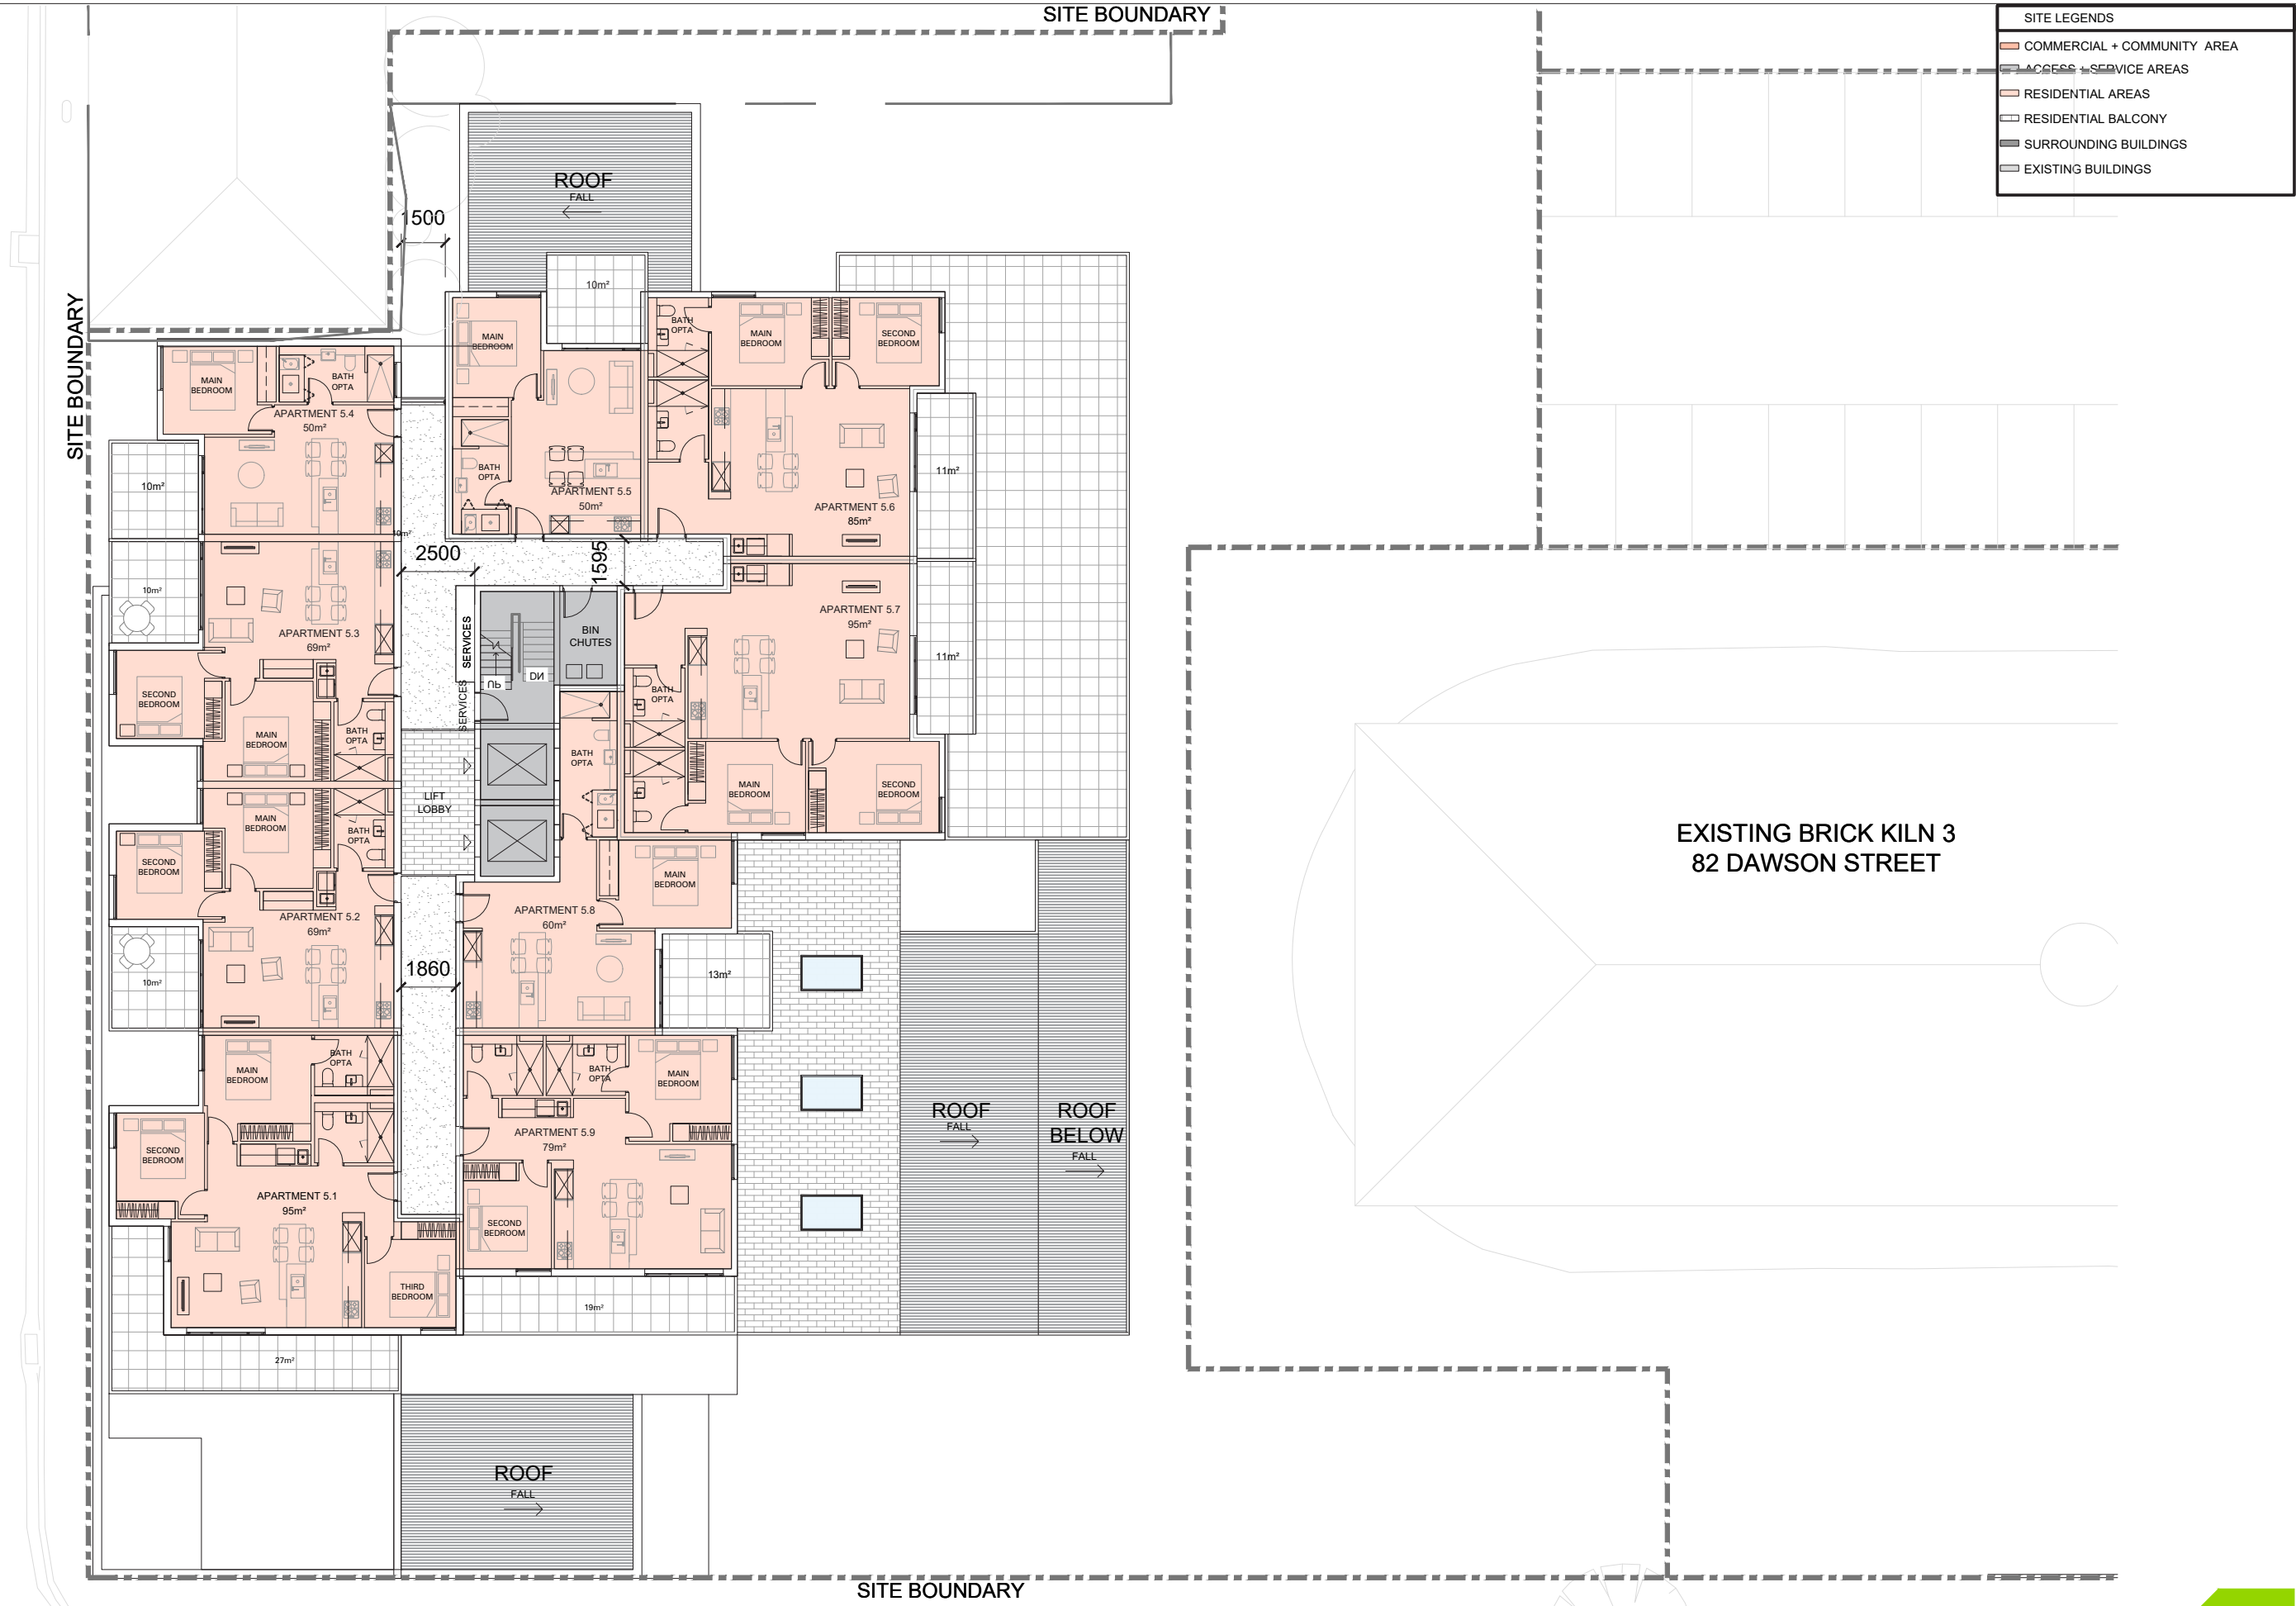 SITE BOUNDARY
SITE LEGENDS
COMMERCIAL + COMMUNITY AREA
ACCESS + SERVICE AREAS
RESIDENTIAL AREAS
RESIDENTIAL BALCONY
SURROUNDING BUILDINGS
EXISTING BUILDINGS
ROOF
FALL
1500
SITE BOUNDARY
10m²
MAIN
BEDROOM
BATH
OPTA
MAIN
BEDROOM
SECOND
BEDROOM
MAIN
BEDROOM
BATH
OPTA
APARTMENT 5.4
50m²
10m²
BATH
OPTA
APARTMENT 5.5
50m²
11m²
APARTMENT 5.6
85m²
10m²
2500
1595
10m²
APARTMENT 5.3
69m²
SERVICES
BIN
CHUTES
UP
DN
APARTMENT 5.7
95m²
11m²
SECOND
BEDROOM
SERVICES
BATH
OPTA
MAIN
BEDROOM
BATH
OPTA
BATH
OPTA
LIFT
LOBBY
MAIN
BEDROOM
SECOND
BEDROOM
MAIN
BEDROOM
BATH
OPTA
SECOND
BEDROOM
MAIN
BEDROOM
EXISTING BRICK KILN 3
82 DAWSON STREET
APARTMENT 5.2
69m²
APARTMENT 5.8
60m²
10m²
1860
13m²
MAIN
BEDROOM
BATH
OPTA
BATH
OPTA
MAIN
BEDROOM
SECOND
BEDROOM
APARTMENT 5.9
79m²
ROOF
FALL
ROOF
BELOW
FALL
APARTMENT 5.1
95m²
SECOND
BEDROOM
THIRD
BEDROOM
19m²
27m²
ROOF
FALL
SITE BOUNDARY